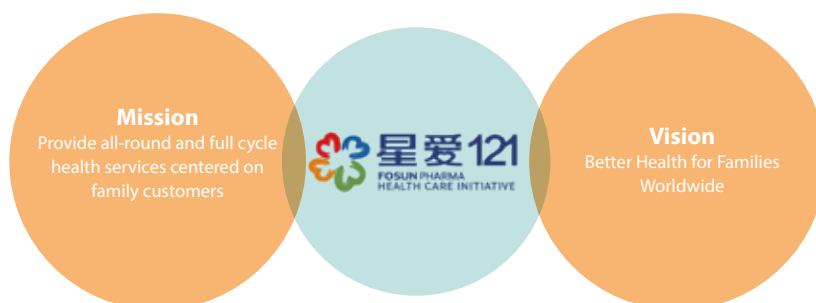 Mission
Provide all-round and full cycle
health services centered on
family customers
星爱121
FOSUN PHARMA
HEALTH CARE INITIATIVE
Vision
Better Health for Families
Worldwide